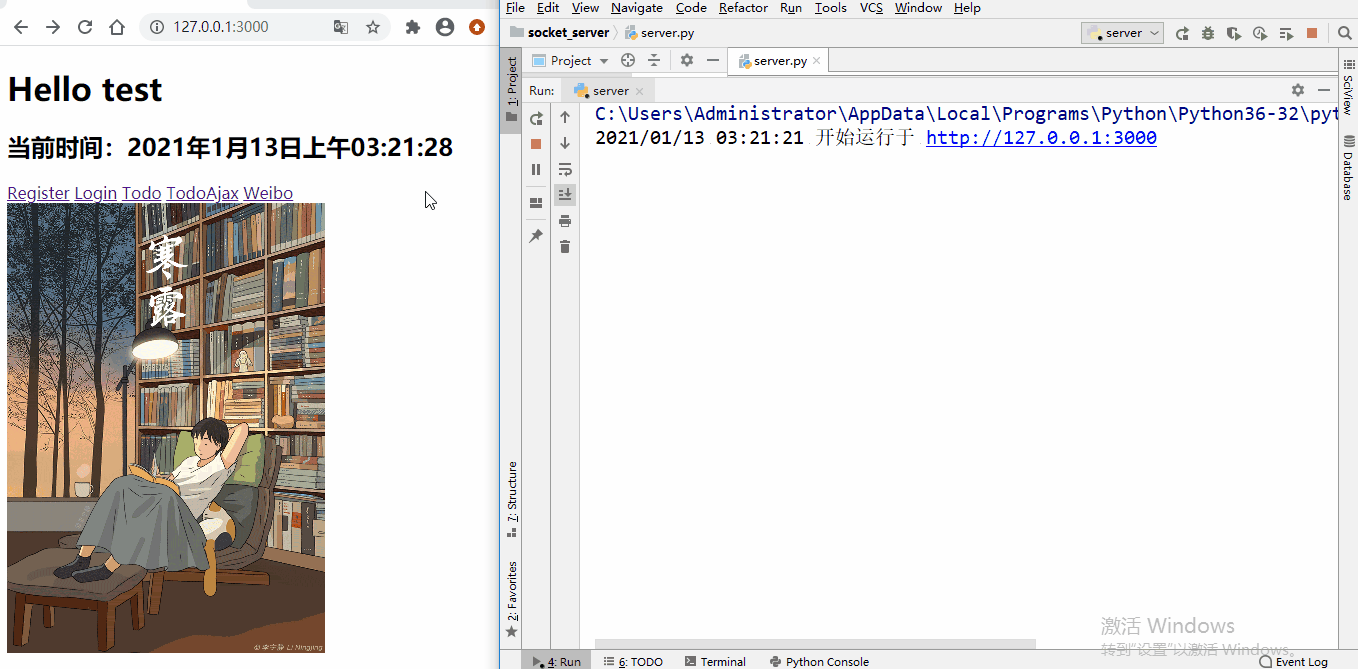 127.0.0.1:3000
Hello test
当前时间：2021年1月13日上午03:21:28
Register Login Todo TodoAjax Weibo
寒露
File Edit View Navigate Code Refactor Run Tools VCS Window Help
socket_server server.py
server
1: Project
Project
server.py
Run: server
C:\Users\Administrator\AppData\Local\Programs\Python\Python36-32\pyt
2021/01/13 03:21:21 开始运行于 http://127.0.0.1:3000
SciView
Database
7: Structure
2: Favorites
激活 Windows
转到"设置"以激活 Windows。
4: Run 6: TODO Terminal Python Console Event Log